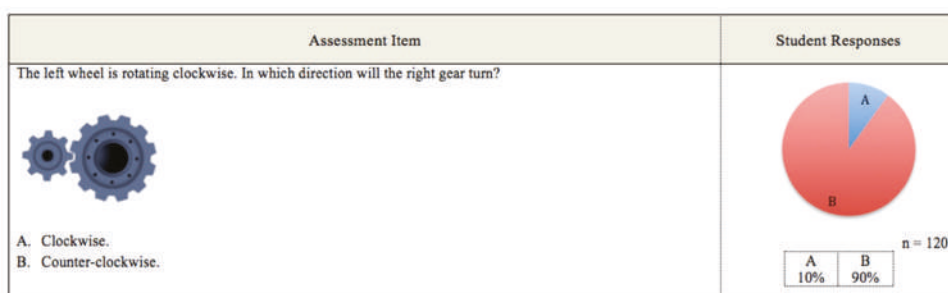 Assessment Item
Student Responses
The left wheel is rotating clockwise. In which direction will the right gear turn?
A
B
A. Clockwise.
B. Counter-clockwise.
n = 120
A B
10% 90%